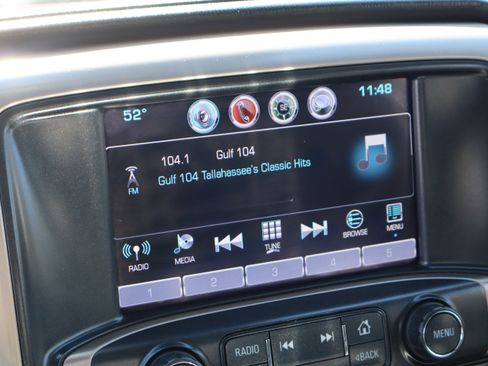 52° 11:48
SE
104.1 Gulf 104
FM Gulf 104 Tallahassee's Classic Hits
RADIO MEDIA TUNE BROWSE MENU
1 2 3 4 5
RADIO MENU
BACK